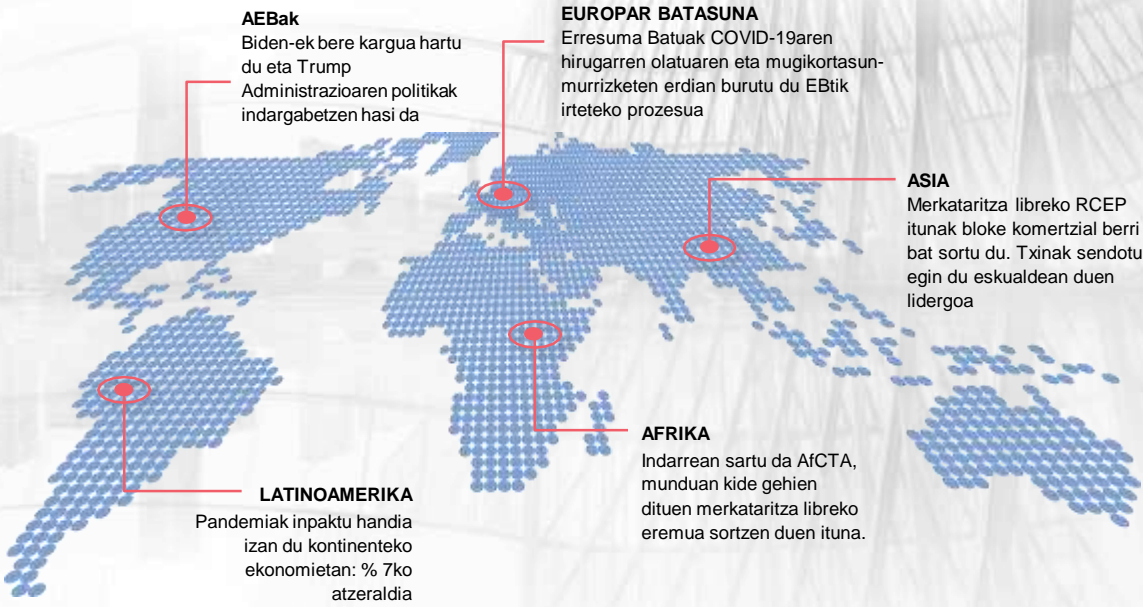 AEBak
Biden-ek bere kargua hartu
du eta Trump
Administrazioaren politikak
indargabetzen hasi da
EUROPAR BATASUNA
Erresuma Batuak COVID-19aren
hirugarren olatuaren eta mugikortasun-
murrizketen erdian burutu du EBtik
irteteko prozesua
ASIA
Merkataritza libreko RCEP
itunak bloke komertzial berri
bat sortu du. Txinak sendotu
egin du eskualdean duen
lidergoa
AFRIKA
Indarrean sartu da AfCTA,
munduan kide gehien
dituen merkataritza libreko
eremua sortzen duen ituna.
LATINOAMERIKA
Pandemiak inpaktu handia
izan du kontinenteko
ekonomietan: % 7ko
atzeraldia